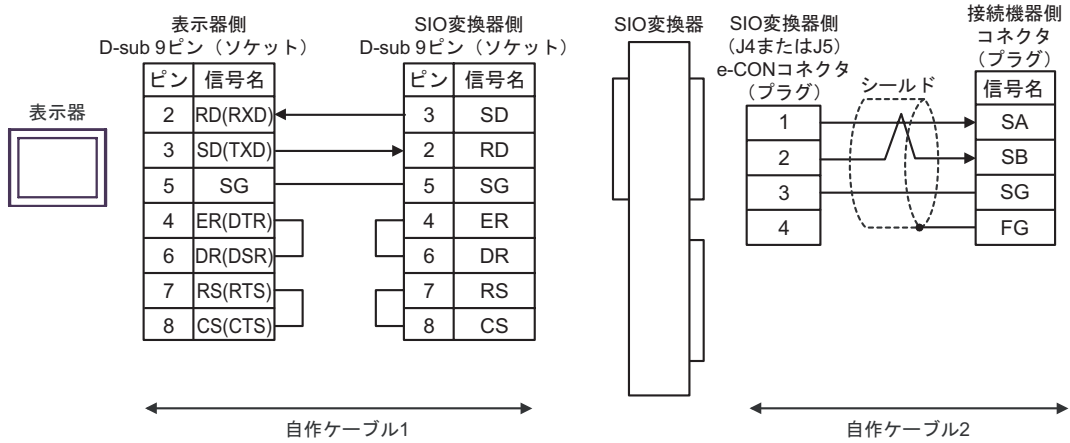 表示器
表示器側
D-sub 9ピン（ソケット）
ピン 信号名
2 RD(RXD)
3 SD(TXD)
5 SG
4 ER(DTR)
6 DR(DSR)
7 RS(RTS)
8 CS(CTS)
SIO変換器側
D-sub 9ピン（ソケット）
ピン 信号名
3 SD
2 RD
5 SG
4 ER
6 DR
7 RS
8 CS
自作ケーブル1
SIO変換器
SIO変換器側
（J4またはJ5）
e-CONコネクタ
（プラグ）
1
2
3
4
シールド
接続機器側
コネクタ
（プラグ）
信号名
SA
SB
SG
FG
自作ケーブル2